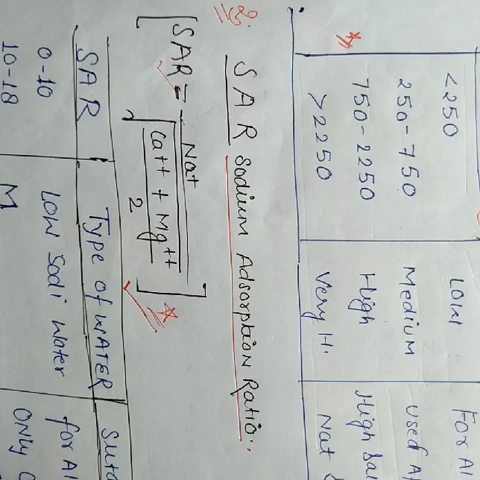 <250 LOW For Al
250-750 Medium used A
750-2250 High High Sal
>2250 Very H. Nat
2. SAR Sodium Adsorption Ratio..
[SAR = Na+ / √((Ca++ + Mg++) / 2)]
SAR Type of WATER Suita
0-10 LOW Sodi Water for Al
10-18 M ONLY C